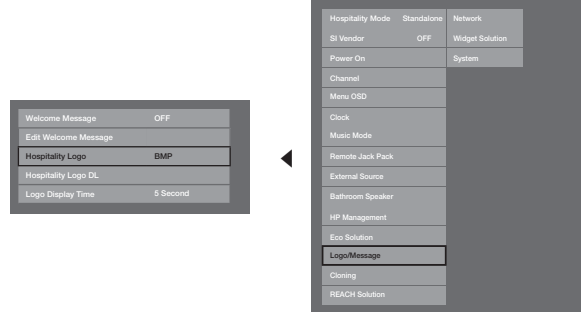 Welcome Message OFF
Edit Welcome Message
Hospitality Logo BMP
Hospitality Logo DL
Logo Display Time 5 Second
Hospitality Mode Standalone Network
SI Vendor OFF Widget Solution
Power On System
Channel
Menu OSD
Clock
Music Mode
Remote Jack Pack
External Source
Bathroom Speaker
HP Management
Eco Solution
Logo/Message
Cloning
REACH Solution